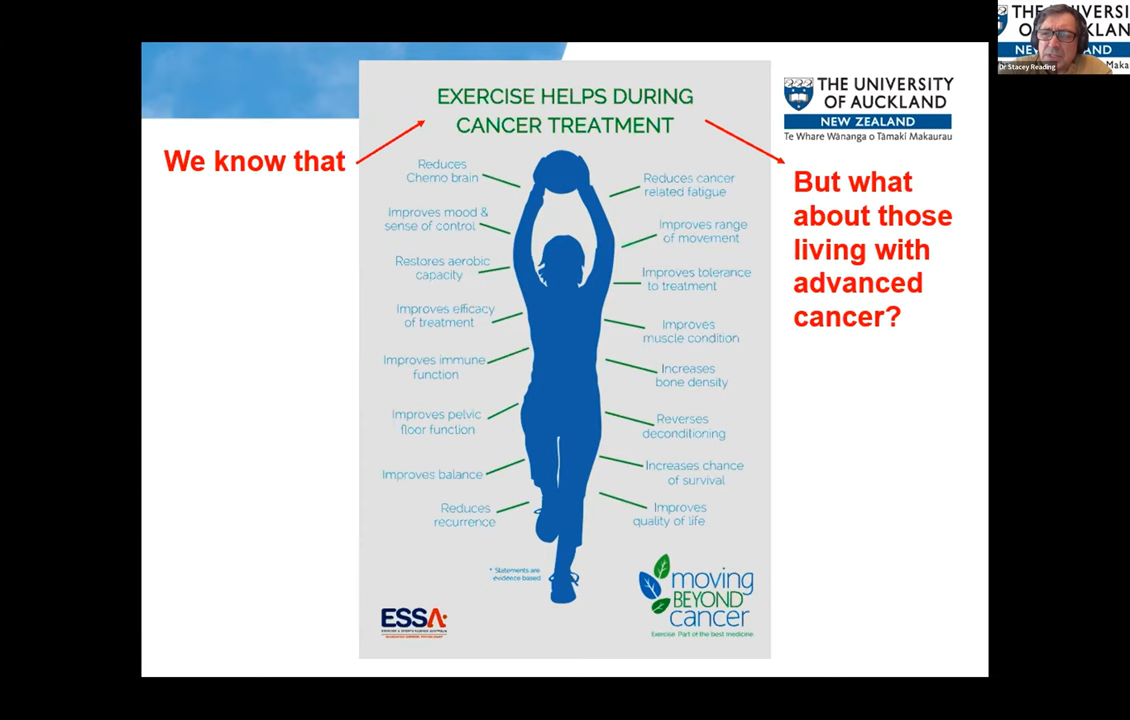 We know that
EXERCISE HELPS DURING
CANCER TREATMENT
Reduces
Chemo brain
Improves mood &
sense of control
Restores aerobic
capacity
Improves efficacy
of treatment
Improves immune
function
Improves pelvic
floor function
Improves balance
Reduces
recurrence
Reduces cancer
related fatigue
Improves range
of movement
Improves tolerance
to treatment
Improves
muscle condition
Increases
bone density
Reverses
deconditioning
Increases chance
of survival
Improves
quality of life
* Statements are
evidence based
ESSA
EXERCISE & SPORTS SCIENCE AUSTRALIA
moving
BEYOND
cancer
Exercise. Part of the best medicine.
THE UNIVERSITY
OF AUCKLAND
NEW ZEALAND
Te Whare Wānanga o Tāmaki Makaurau
But what
about those
living with
advanced
cancer?
Dr Stacey Reading